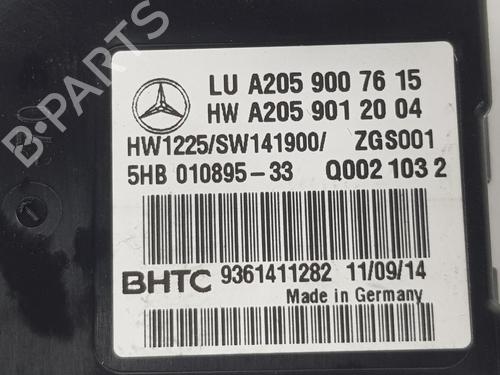 LU A205 900 76 15
HW A205 901 20 04
HW1225/SW141900/ ZGS001
5HB 010895-33 Q002 103 2
BHTC 9361411282 11/09/14
Made in Germany
B-PARTS